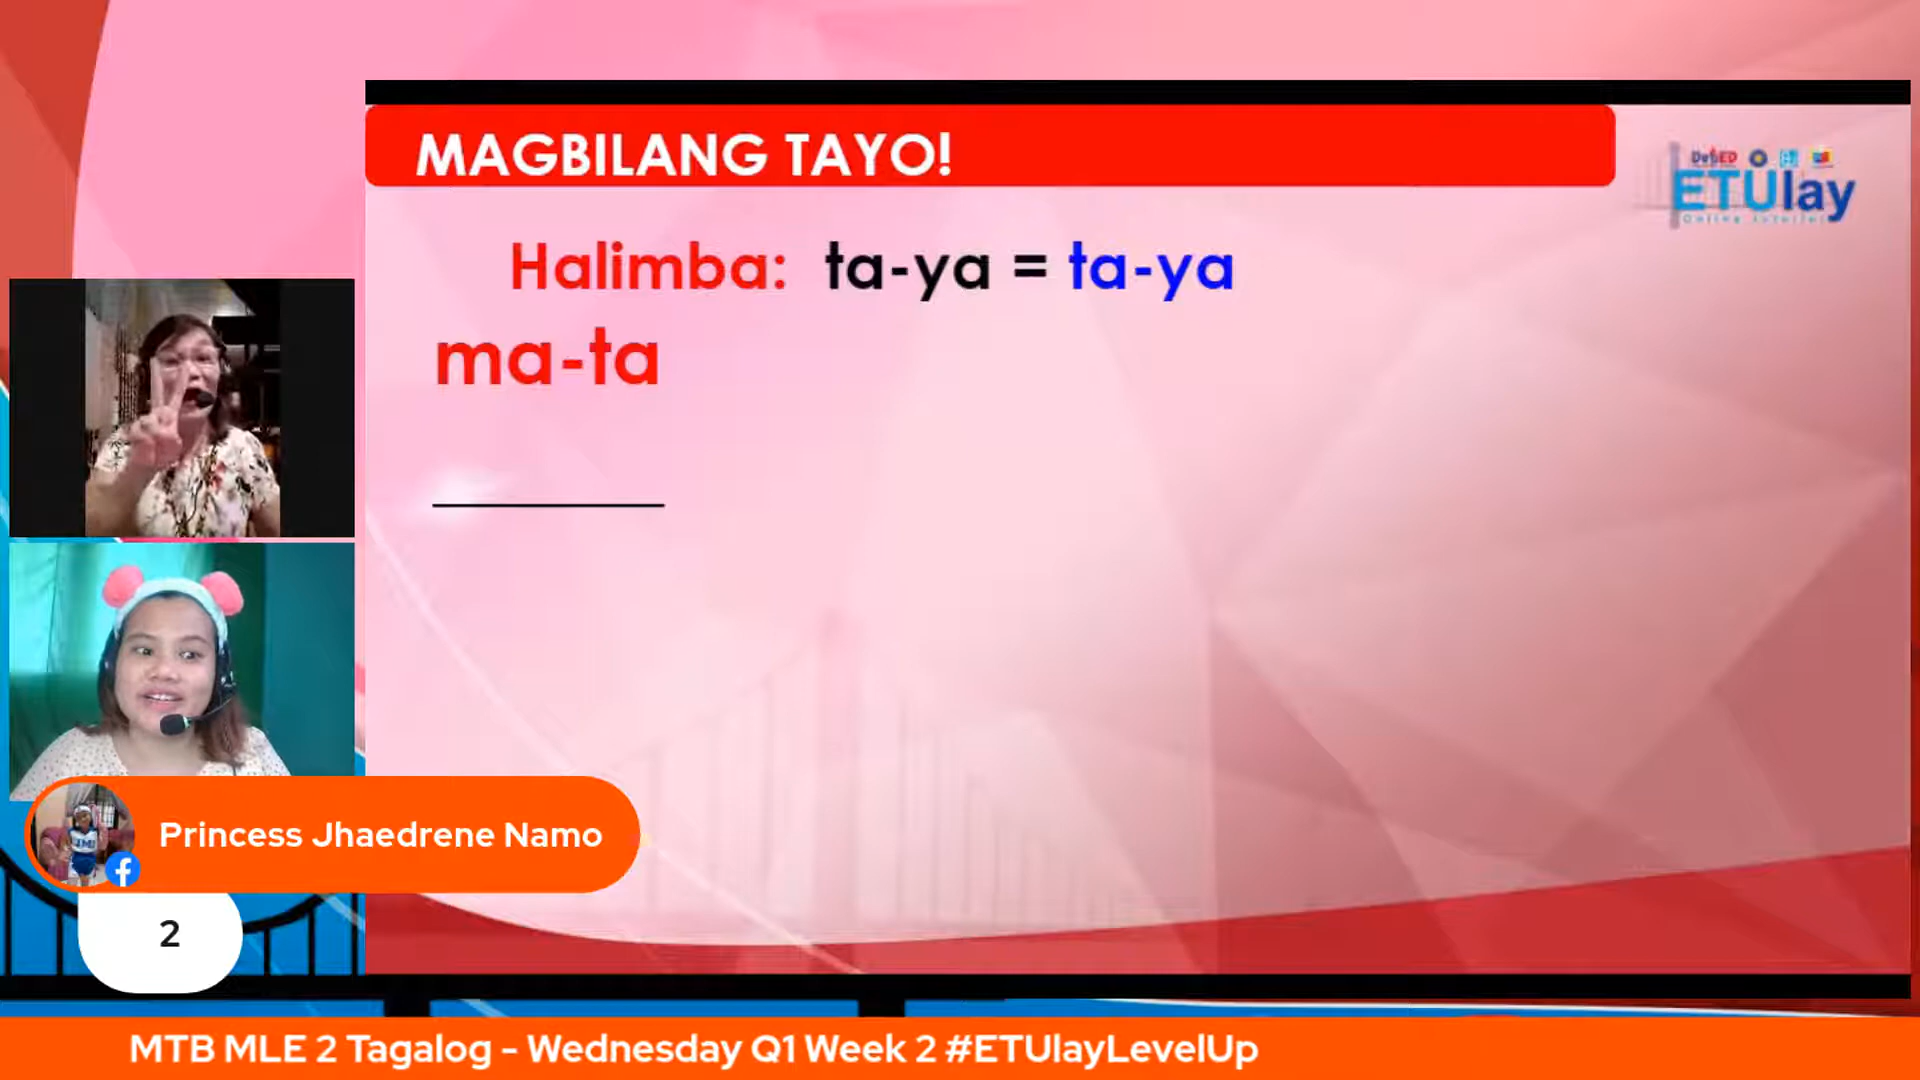 MAGBILANG TAYO!
DepED
ETUlay
Halimba: ta-ya = ta-ya
ma-ta
Princess Jhaedrene Namo
2
MTB MLE 2 Tagalog - Wednesday Q1 Week 2 #ETUlayLevelUp